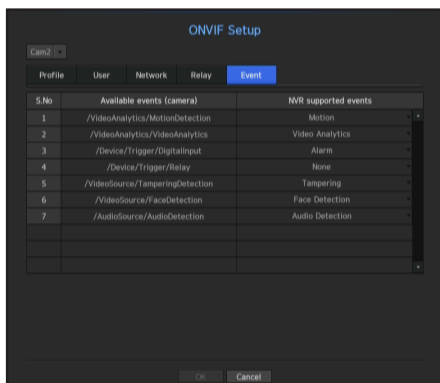 ONVIF Setup
Cam2
Profile User Network Relay Event
S.No Available events (camera) NVR supported events
1 /VideoAnalytics/MotionDetection Motion
2 /VideoAnalytics/VideoAnalytics Video Analytics
3 /Device/Trigger/DigitalInput Alarm
4 /Device/Trigger/Relay None
5 /VideoSource/TamperingDetection Tampering
6 /VideoSource/FaceDetection Face Detection
7 /AudioSource/AudioDetection Audio Detection
OK Cancel